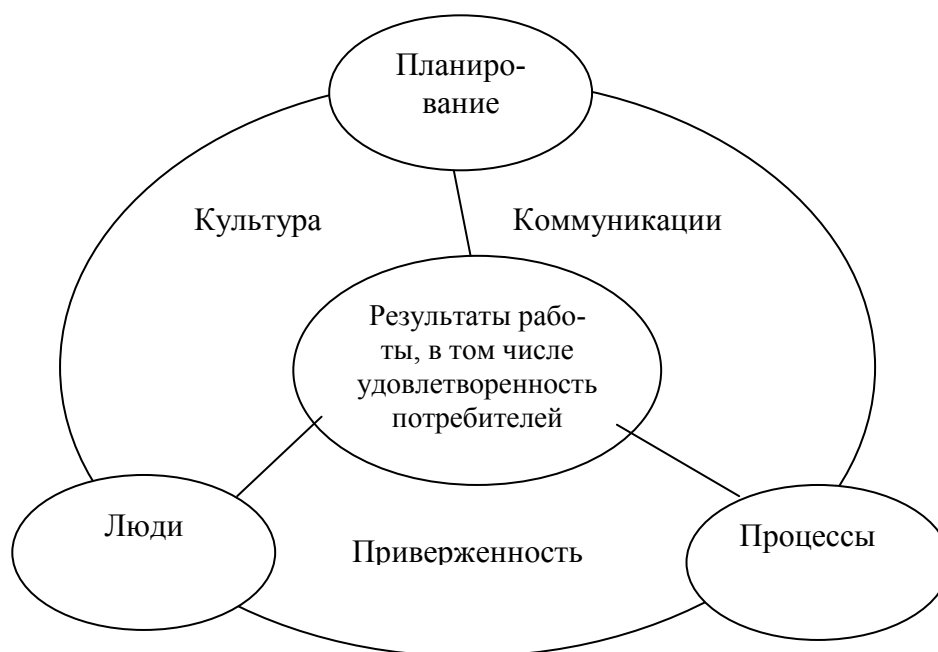 Планиро-
вание
Культура
Коммуникации
Результаты рабо-
ты, в том числе
удовлетворенность
потребителей
Люди
Приверженность
Процессы